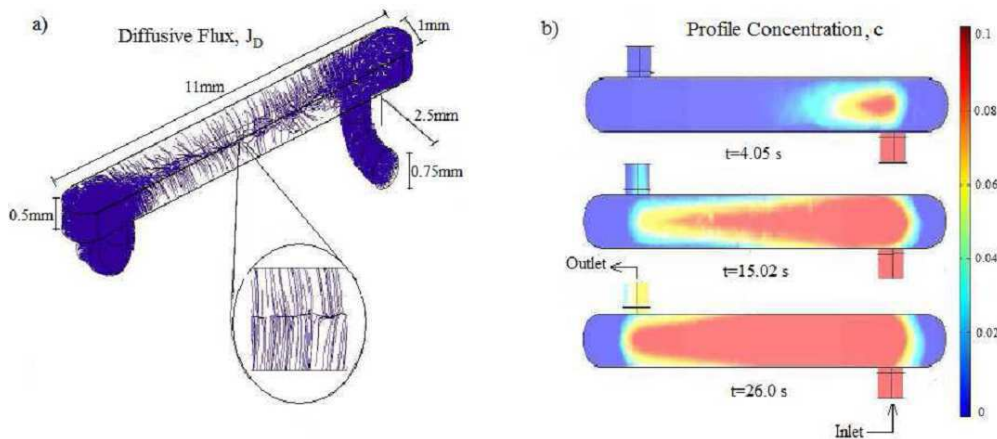 a)
Diffusive Flux, J_D
1mm
11mm
2.5mm
0.75mm
0.5mm
b)
Profile Concentration, c
t=4.05 s
t=15.02 s
Outlet
t=26.0 s
Inlet
0.1
0.08
0.06
0.04
0.02
0